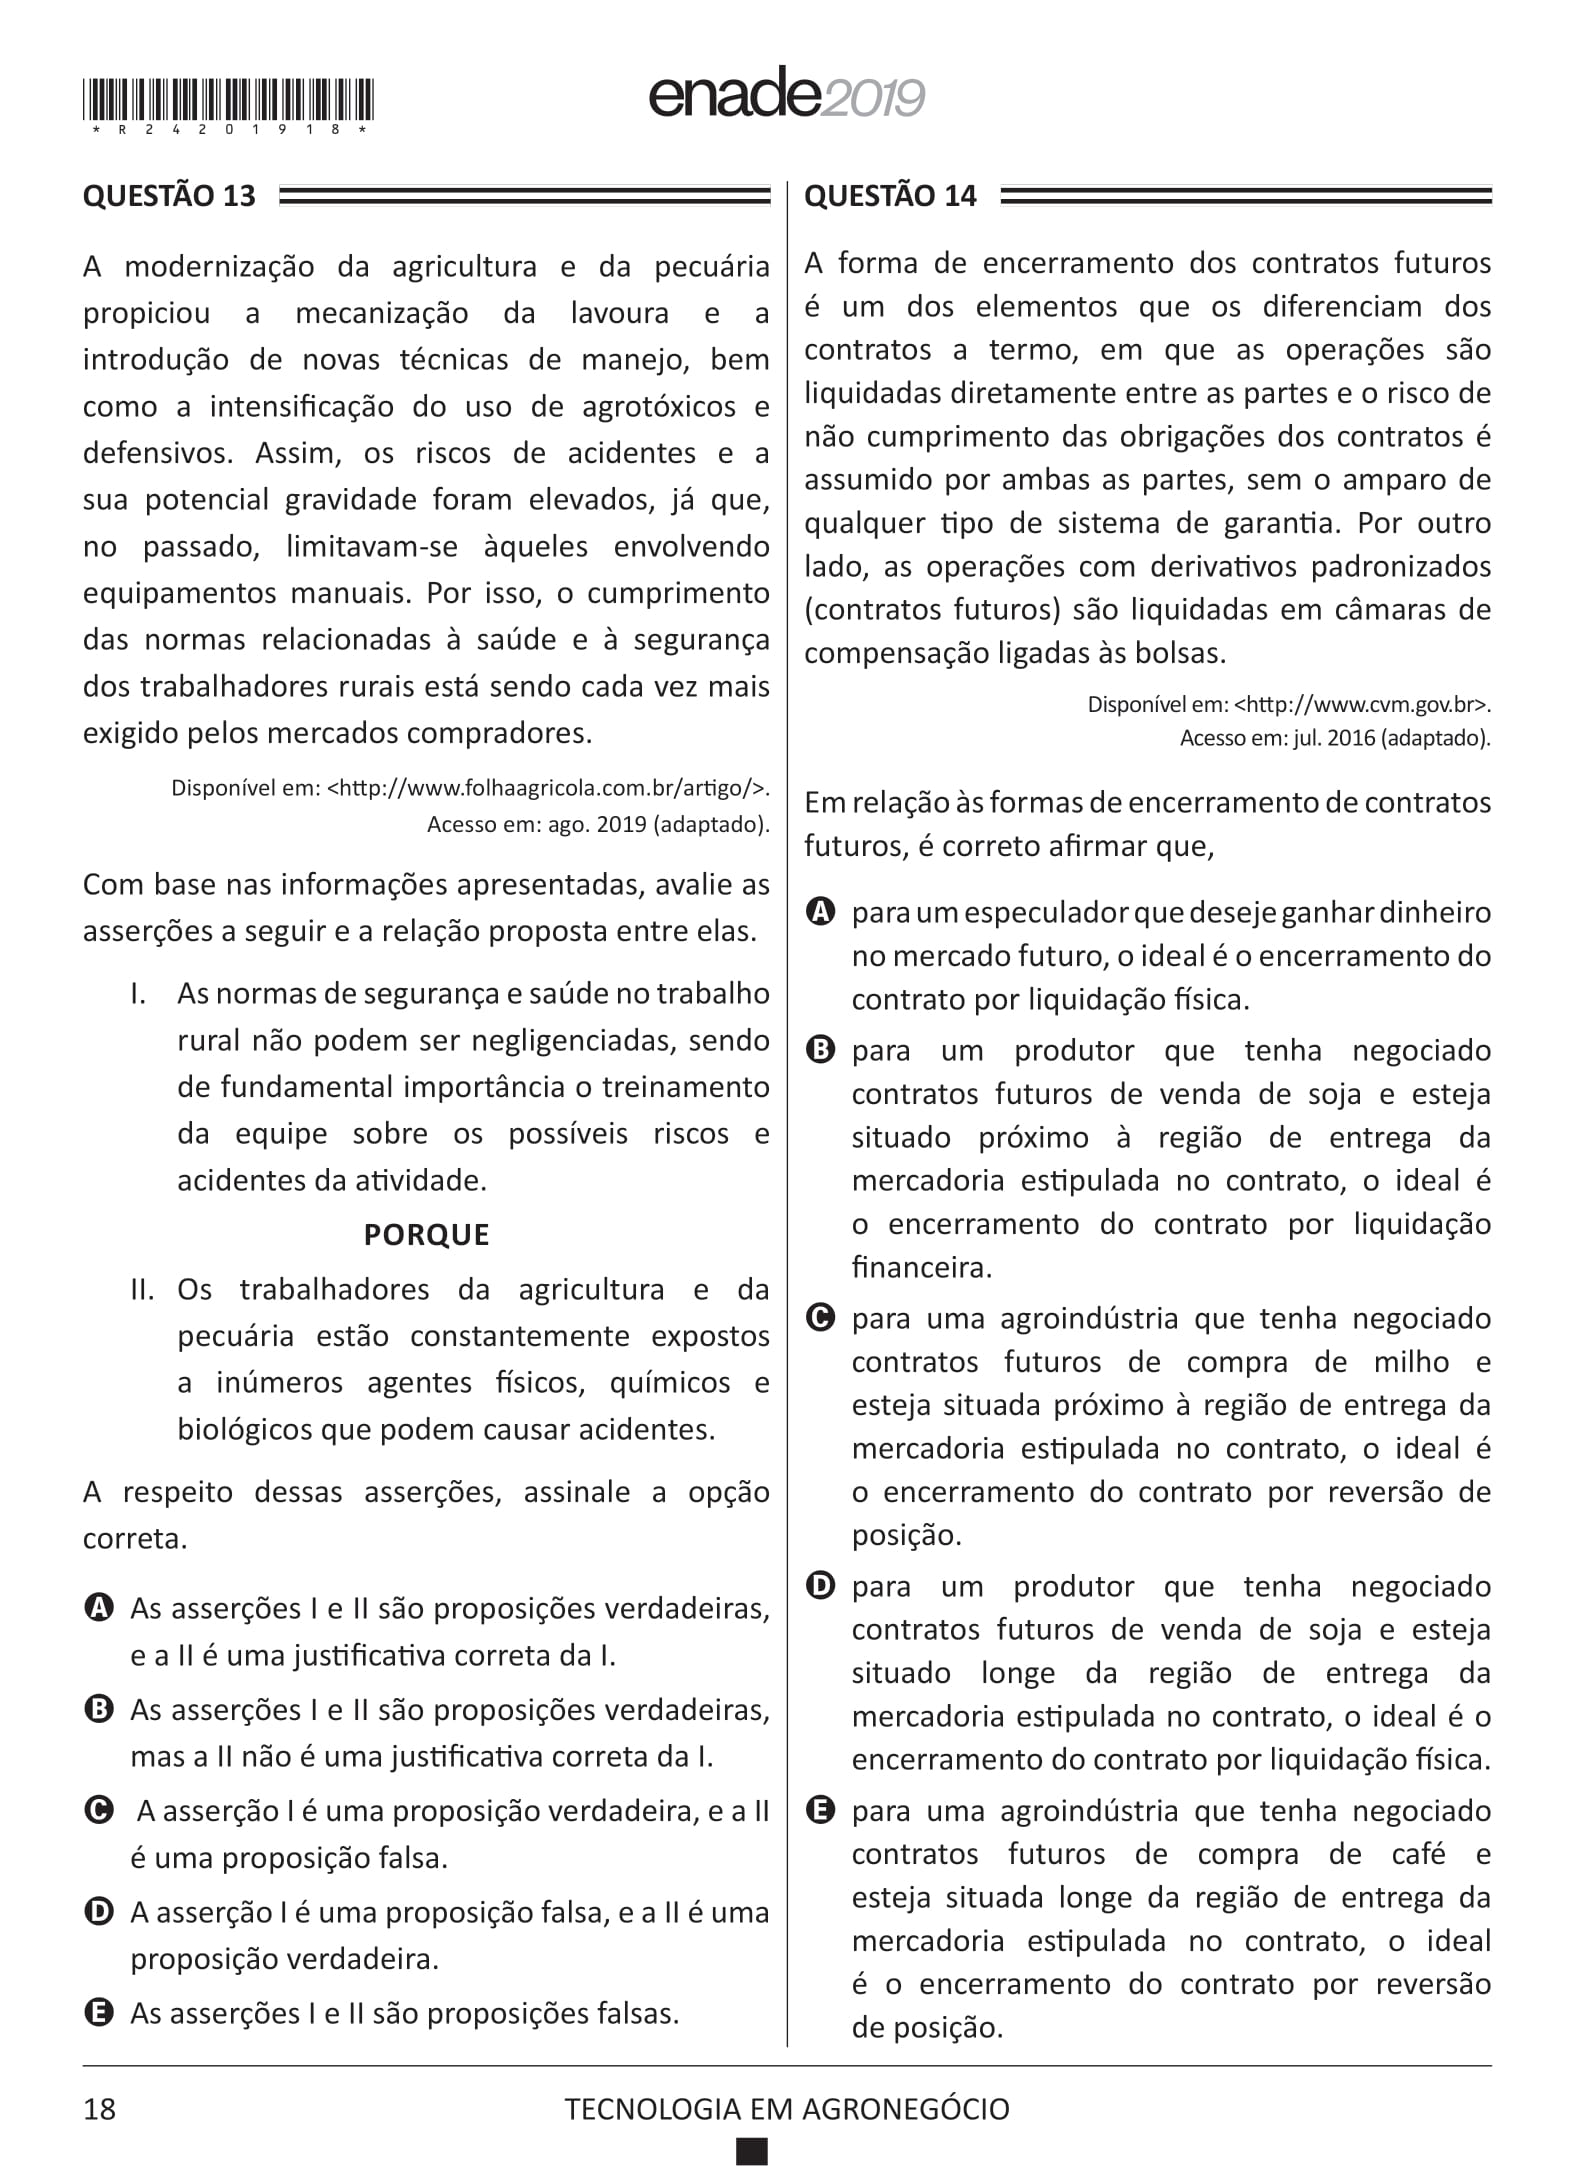 *R24201918*
enade2019
QUESTÃO 13
A modernização da agricultura e da pecuária
propiciou a mecanização da lavoura e a
introdução de novas técnicas de manejo, bem
como a intensificação do uso de agrotóxicos e
defensivos. Assim, os riscos de acidentes e a
sua potencial gravidade foram elevados, já que,
no passado, limitavam-se àqueles envolvendo
equipamentos manuais. Por isso, o cumprimento
das normas relacionadas à saúde e à segurança
dos trabalhadores rurais está sendo cada vez mais
exigido pelos mercados compradores.
Disponível em: <http://www.folhaagricola.com.br/artigo/>.
Acesso em: ago. 2019 (adaptado).
Com base nas informações apresentadas, avalie as
asserções a seguir e a relação proposta entre elas.
I. As normas de segurança e saúde no trabalho
rural não podem ser negligenciadas, sendo
de fundamental importância o treinamento
da equipe sobre os possíveis riscos e
acidentes da atividade.
PORQUE
II. Os trabalhadores da agricultura e da
pecuária estão constantemente expostos
a inúmeros agentes físicos, químicos e
biológicos que podem causar acidentes.
A respeito dessas asserções, assinale a opção
correta.
A As asserções I e II são proposições verdadeiras,
e a II é uma justificativa correta da I.
B As asserções I e II são proposições verdadeiras,
mas a II não é uma justificativa correta da I.
C A asserção I é uma proposição verdadeira, e a II
é uma proposição falsa.
D A asserção I é uma proposição falsa, e a II é uma
proposição verdadeira.
E As asserções I e II são proposições falsas.
QUESTÃO 14
A forma de encerramento dos contratos futuros
é um dos elementos que os diferenciam dos
contratos a termo, em que as operações são
liquidadas diretamente entre as partes e o risco de
não cumprimento das obrigações dos contratos é
assumido por ambas as partes, sem o amparo de
qualquer tipo de sistema de garantia. Por outro
lado, as operações com derivativos padronizados
(contratos futuros) são liquidadas em câmaras de
compensação ligadas às bolsas.
Disponível em: <http://www.cvm.gov.br>.
Acesso em: jul. 2016 (adaptado).
Em relação às formas de encerramento de contratos
futuros, é correto afirmar que,
A para um especulador que deseje ganhar dinheiro
no mercado futuro, o ideal é o encerramento do
contrato por liquidação física.
B para um produtor que tenha negociado
contratos futuros de venda de soja e esteja
situado próximo à região de entrega da
mercadoria estipulada no contrato, o ideal é
o encerramento do contrato por liquidação
financeira.
C para uma agroindústria que tenha negociado
contratos futuros de compra de milho e
esteja situada próximo à região de entrega da
mercadoria estipulada no contrato, o ideal é
o encerramento do contrato por reversão de
posição.
D para um produtor que tenha negociado
contratos futuros de venda de soja e esteja
situado longe da região de entrega da
mercadoria estipulada no contrato, o ideal é o
encerramento do contrato por liquidação física.
E para uma agroindústria que tenha negociado
contratos futuros de compra de café e
esteja situada longe da região de entrega da
mercadoria estipulada no contrato, o ideal
é o encerramento do contrato por reversão
de posição.
18
TECNOLOGIA EM AGRONEGÓCIO